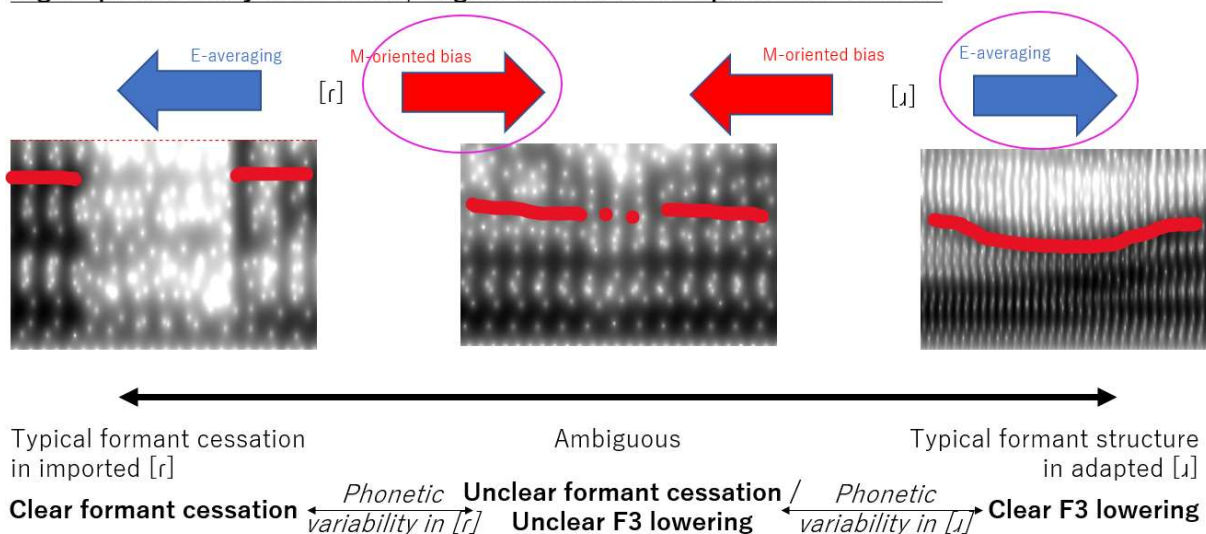 E-averaging M-oriented bias M-oriented bias E-averaging
[ɾ] [ɹ]
Typical formant cessation Ambiguous Typical formant structure
in imported [ɾ] in adapted [ɹ]
Clear formant cessation Phonetic Unclear formant cessation / Phonetic Clear F3 lowering
variability in [ɾ] Unclear F3 lowering variability in [ɹ]